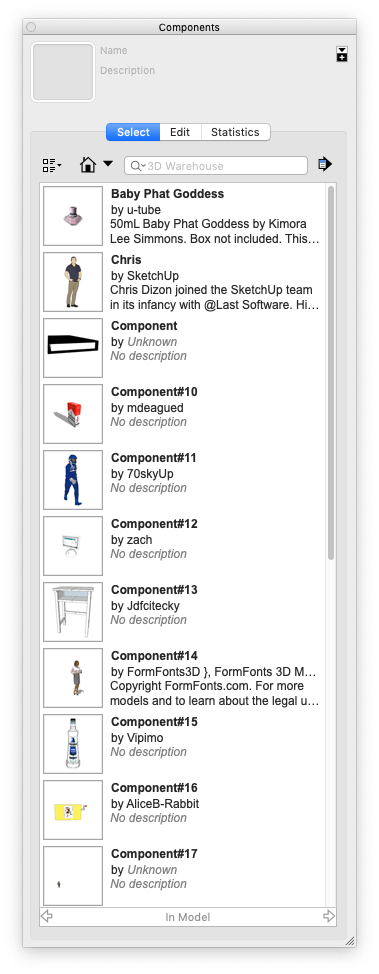 Components
Name
Description
Select Edit Statistics
3D Warehouse
Baby Phat Goddess
by u-tube
50mL Baby Phat Goddess by Kimora
Lee Simmons. Box not included. This…
Chris
by SketchUp
Chris Dizon joined the SketchUp team
in its infancy with @Last Software. Hi…
Component
by Unknown
No description
Component#10
by mdeagued
No description
Component#11
by 70skyUp
No description
Component#12
by zach
No description
Component#13
by Jdfcitecky
No description
Component#14
by FormFonts3D }, FormFonts 3D M…
Copyright FormFonts.com. For more
models and to learn about the legal u…
Component#15
by Vipimo
No description
Component#16
by AliceB-Rabbit
No description
Component#17
by Unknown
No description
In Model